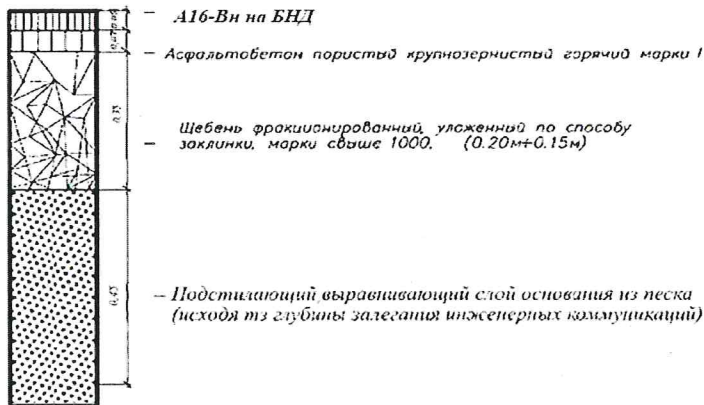 – А16-Вн на БНД
– Асфальтобетон пористый крупнозернистый горячий марки I
Щебень фракционированный, уложенный по способу
– заклинки, марки свыше 1000. (0.20м+0.15м)
0,35
– Подстилающий выравнивающий слой основания из песка
(исходя тз глубины залегания инженерных коммуникаций)
0,45